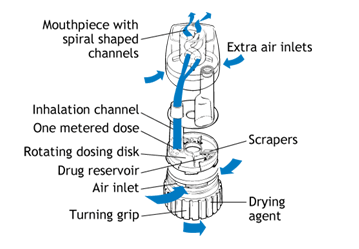 Mouthpiece with
spiral shaped
channels
Extra air inlets
Inhalation channel
One metered dose
Rotating dosing disk
Drug reservoir
Air inlet
Turning grip
Scrapers
Drying
agent